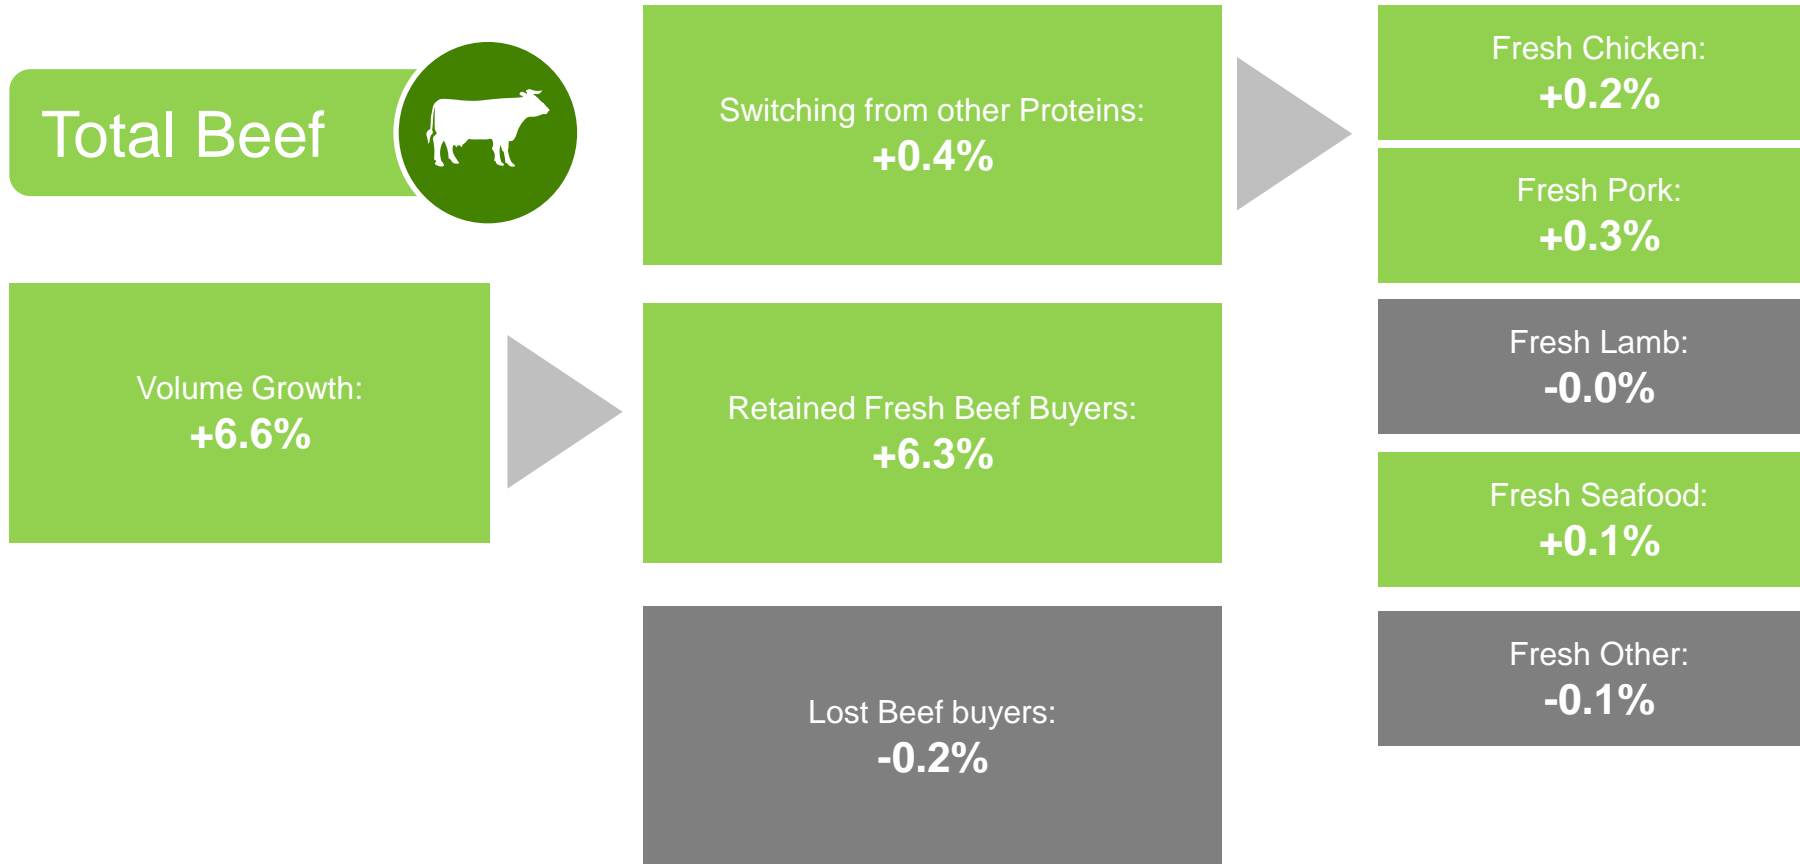 Total Beef
Volume Growth:
+6.6%
Switching from other Proteins:
+0.4%
Retained Fresh Beef Buyers:
+6.3%
Lost Beef buyers:
-0.2%
Fresh Chicken:
+0.2%
Fresh Pork:
+0.3%
Fresh Lamb:
-0.0%
Fresh Seafood:
+0.1%
Fresh Other:
-0.1%